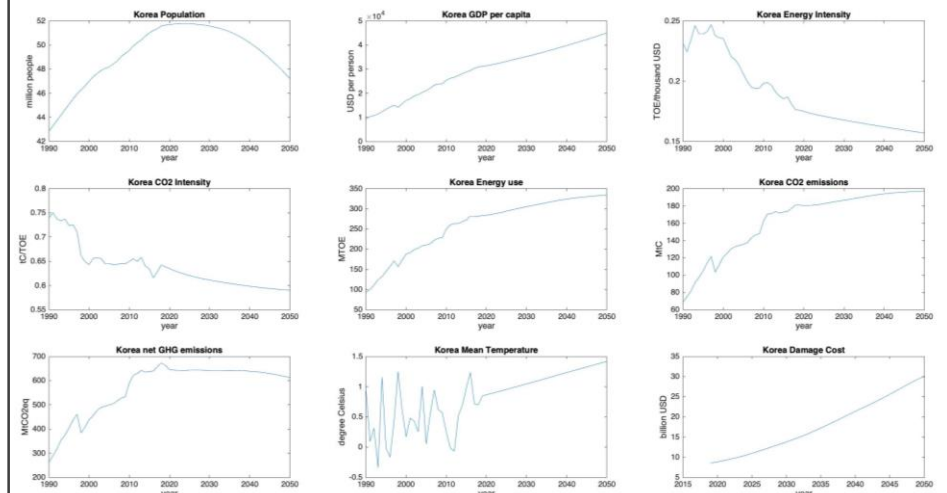 Korea Population
52
50
48
46
44
42
million people
1990 2000 2010 2020 2030 2040 2050
year
Korea GDP per capita
5 ×10⁴
4
3
2
1
0
USD per person
1990 2000 2010 2020 2030 2040 2050
year
Korea Energy Intensity
0.25
0.2
0.15
TOE/thousand USD
1990 2000 2010 2020 2030 2040 2050
year
Korea CO2 Intensity
0.8
0.75
0.7
0.65
0.6
0.55
tC/TOE
1990 2000 2010 2020 2030 2040 2050
year
Korea Energy use
350
300
250
200
150
100
50
MTOE
1990 2000 2010 2020 2030 2040 2050
year
Korea CO2 emissions
200
180
160
140
120
100
80
60
MtC
1990 2000 2010 2020 2030 2040 2050
year
Korea net GHG emissions
700
600
500
400
300
200
MtCO2eq
1990 2000 2010 2020 2030 2040 2050
Korea Mean Temperature
1.5
1
0.5
0
-0.5
degree Celsius
1990 2000 2010 2020 2030 2040 2050
Korea Damage Cost
35
30
25
20
15
10
5
billion USD
2015 2020 2025 2030 2035 2040 2045 2050